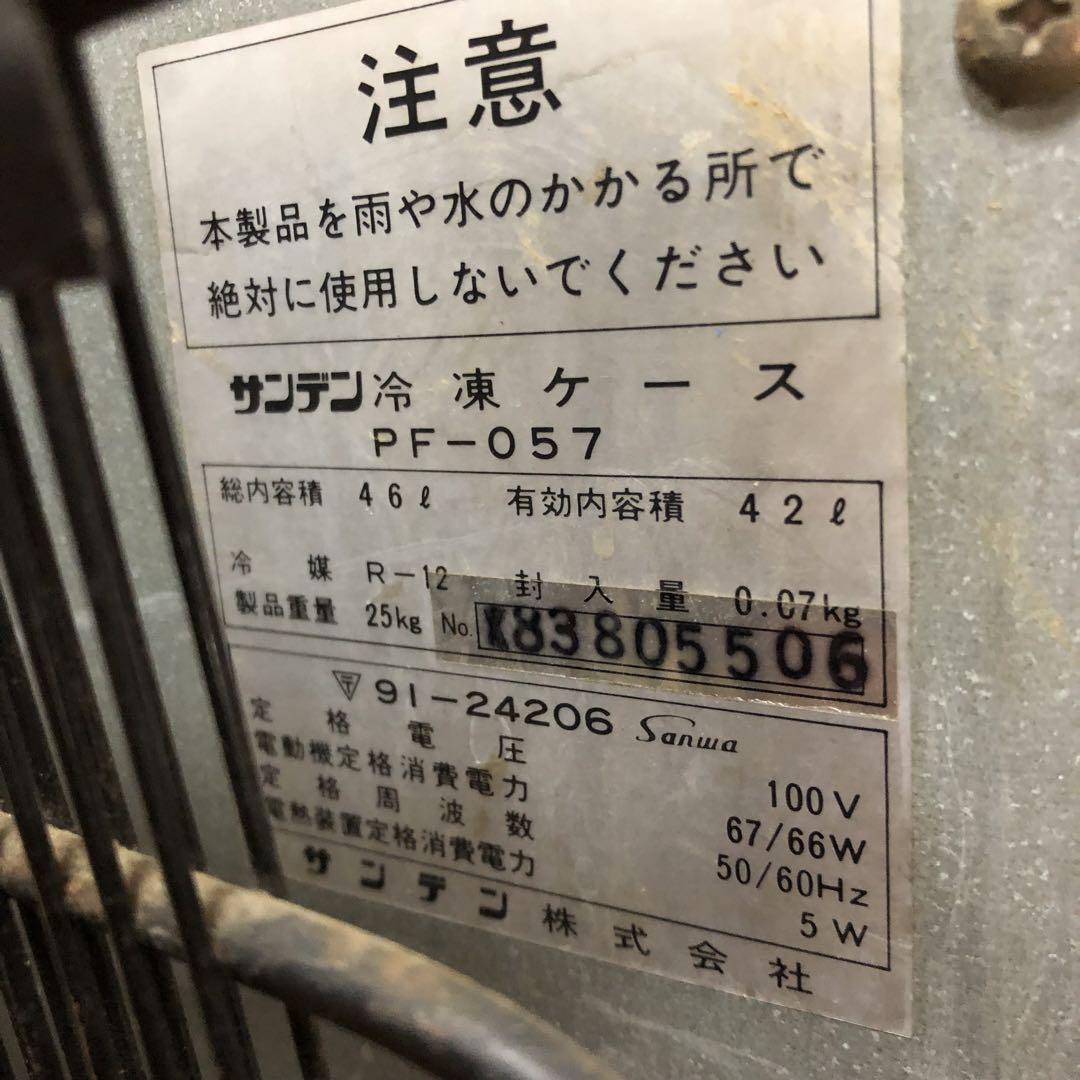 注意
本製品を雨や水のかかる所で
絶対に使用しないでください
サンデン冷凍ケース
PF-057
総内容積 46ℓ 有効内容積 42ℓ
冷媒 R-12 封入量 0.07kg
製品重量 25kg No. K83805506
〒 91-24206 Sanwa
定格電圧 100V
電動機定格消費電力 67/66W
定格周波数 50/60Hz
電熱装置定格消費電力 5W
サンデン株式会社